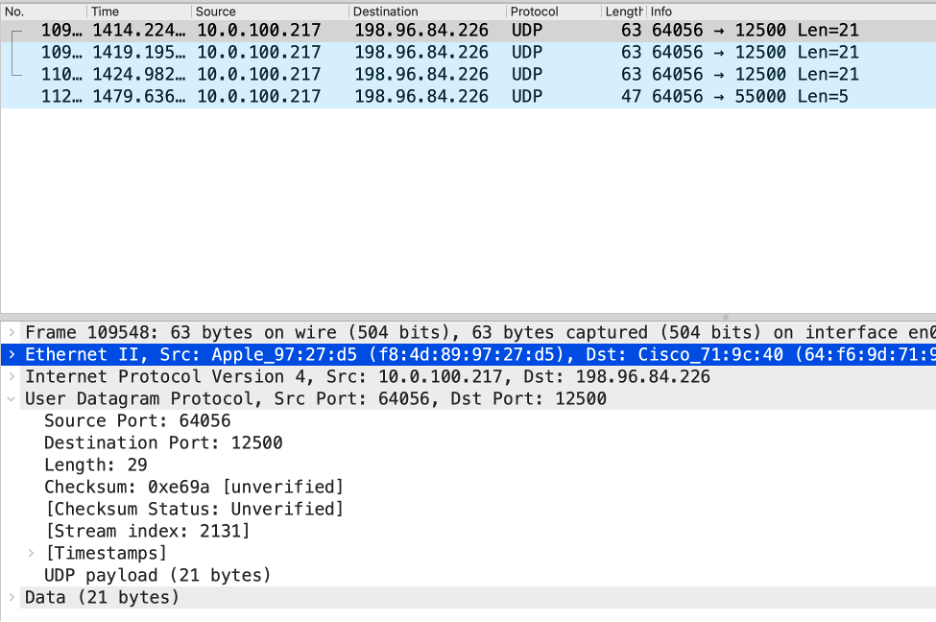 No. Time Source Destination Protocol Length Info
109… 1414.224… 10.0.100.217 198.96.84.226 UDP 63 64056 → 12500 Len=21
109… 1419.195… 10.0.100.217 198.96.84.226 UDP 63 64056 → 12500 Len=21
110… 1424.982… 10.0.100.217 198.96.84.226 UDP 63 64056 → 12500 Len=21
112… 1479.636… 10.0.100.217 198.96.84.226 UDP 47 64056 → 55000 Len=5
Frame 109548: 63 bytes on wire (504 bits), 63 bytes captured (504 bits) on interface en0
Ethernet II, Src: Apple_97:27:d5 (f8:4d:89:97:27:d5), Dst: Cisco_71:9c:40 (64:f6:9d:71:9
Internet Protocol Version 4, Src: 10.0.100.217, Dst: 198.96.84.226
User Datagram Protocol, Src Port: 64056, Dst Port: 12500
Source Port: 64056
Destination Port: 12500
Length: 29
Checksum: 0xe69a [unverified]
[Checksum Status: Unverified]
[Stream index: 2131]
[Timestamps]
UDP payload (21 bytes)
Data (21 bytes)